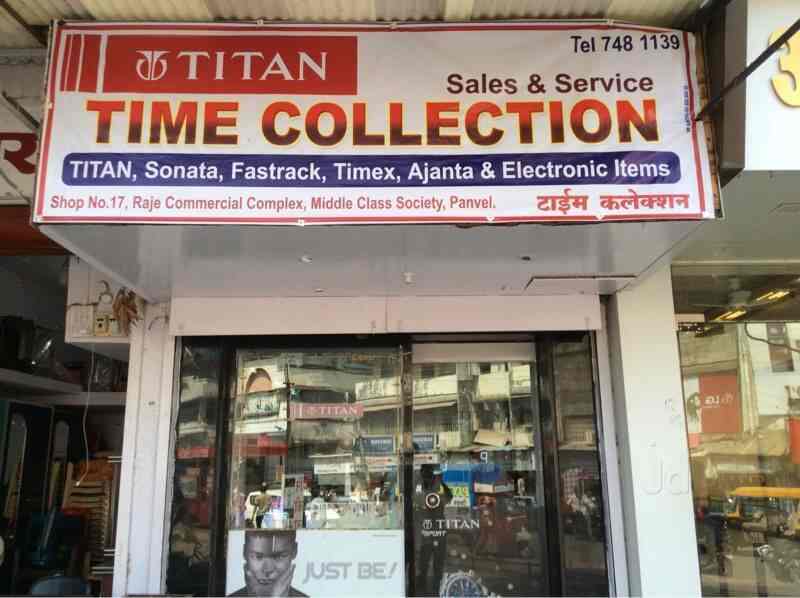 TITAN
Tel 748 1139
Sales & Service
TIME COLLECTION
TITAN, Sonata, Fastrack, Timex, Ajanta & Electronic Items
Shop No.17, Raje Commercial Complex, Middle Class Society, Panvel.
टाईम कलेक्शन
TITAN
TITAN
SPORT
JUST BE!